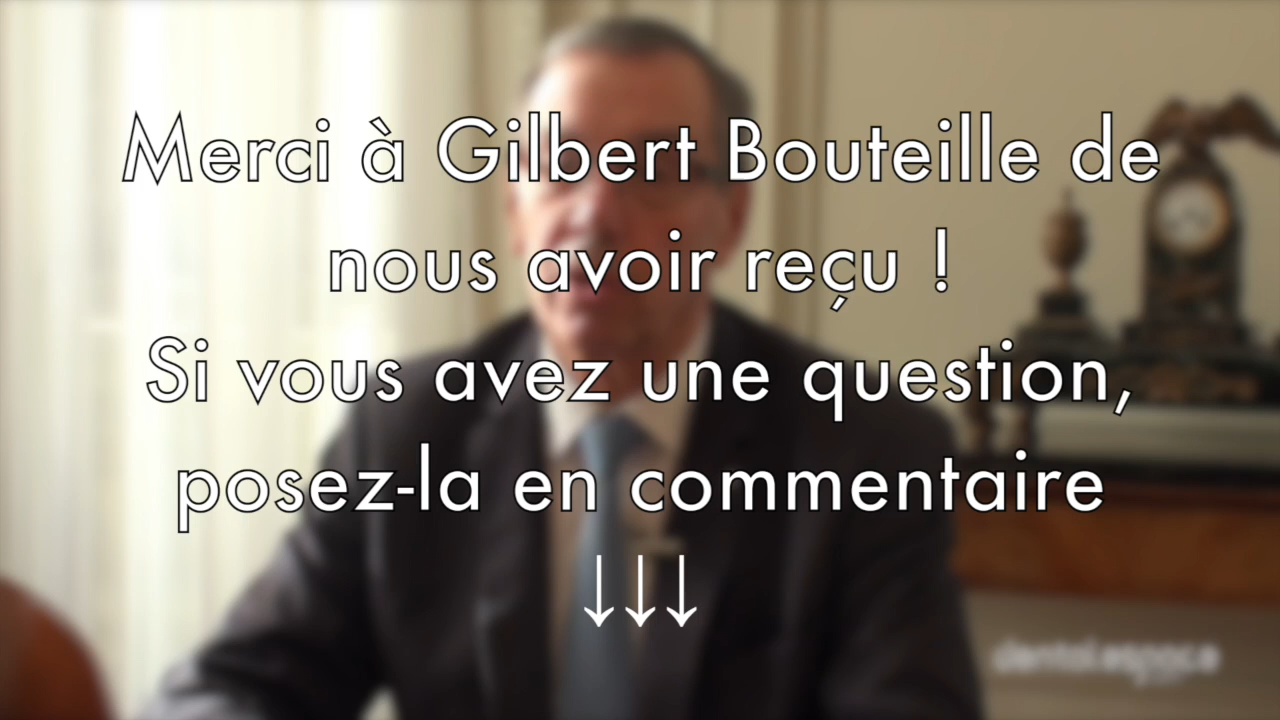 Merci à Gilbert Bouteille de
nous avoir reçu !
Si vous avez une question,
posez-la en commentaire
↓↓↓